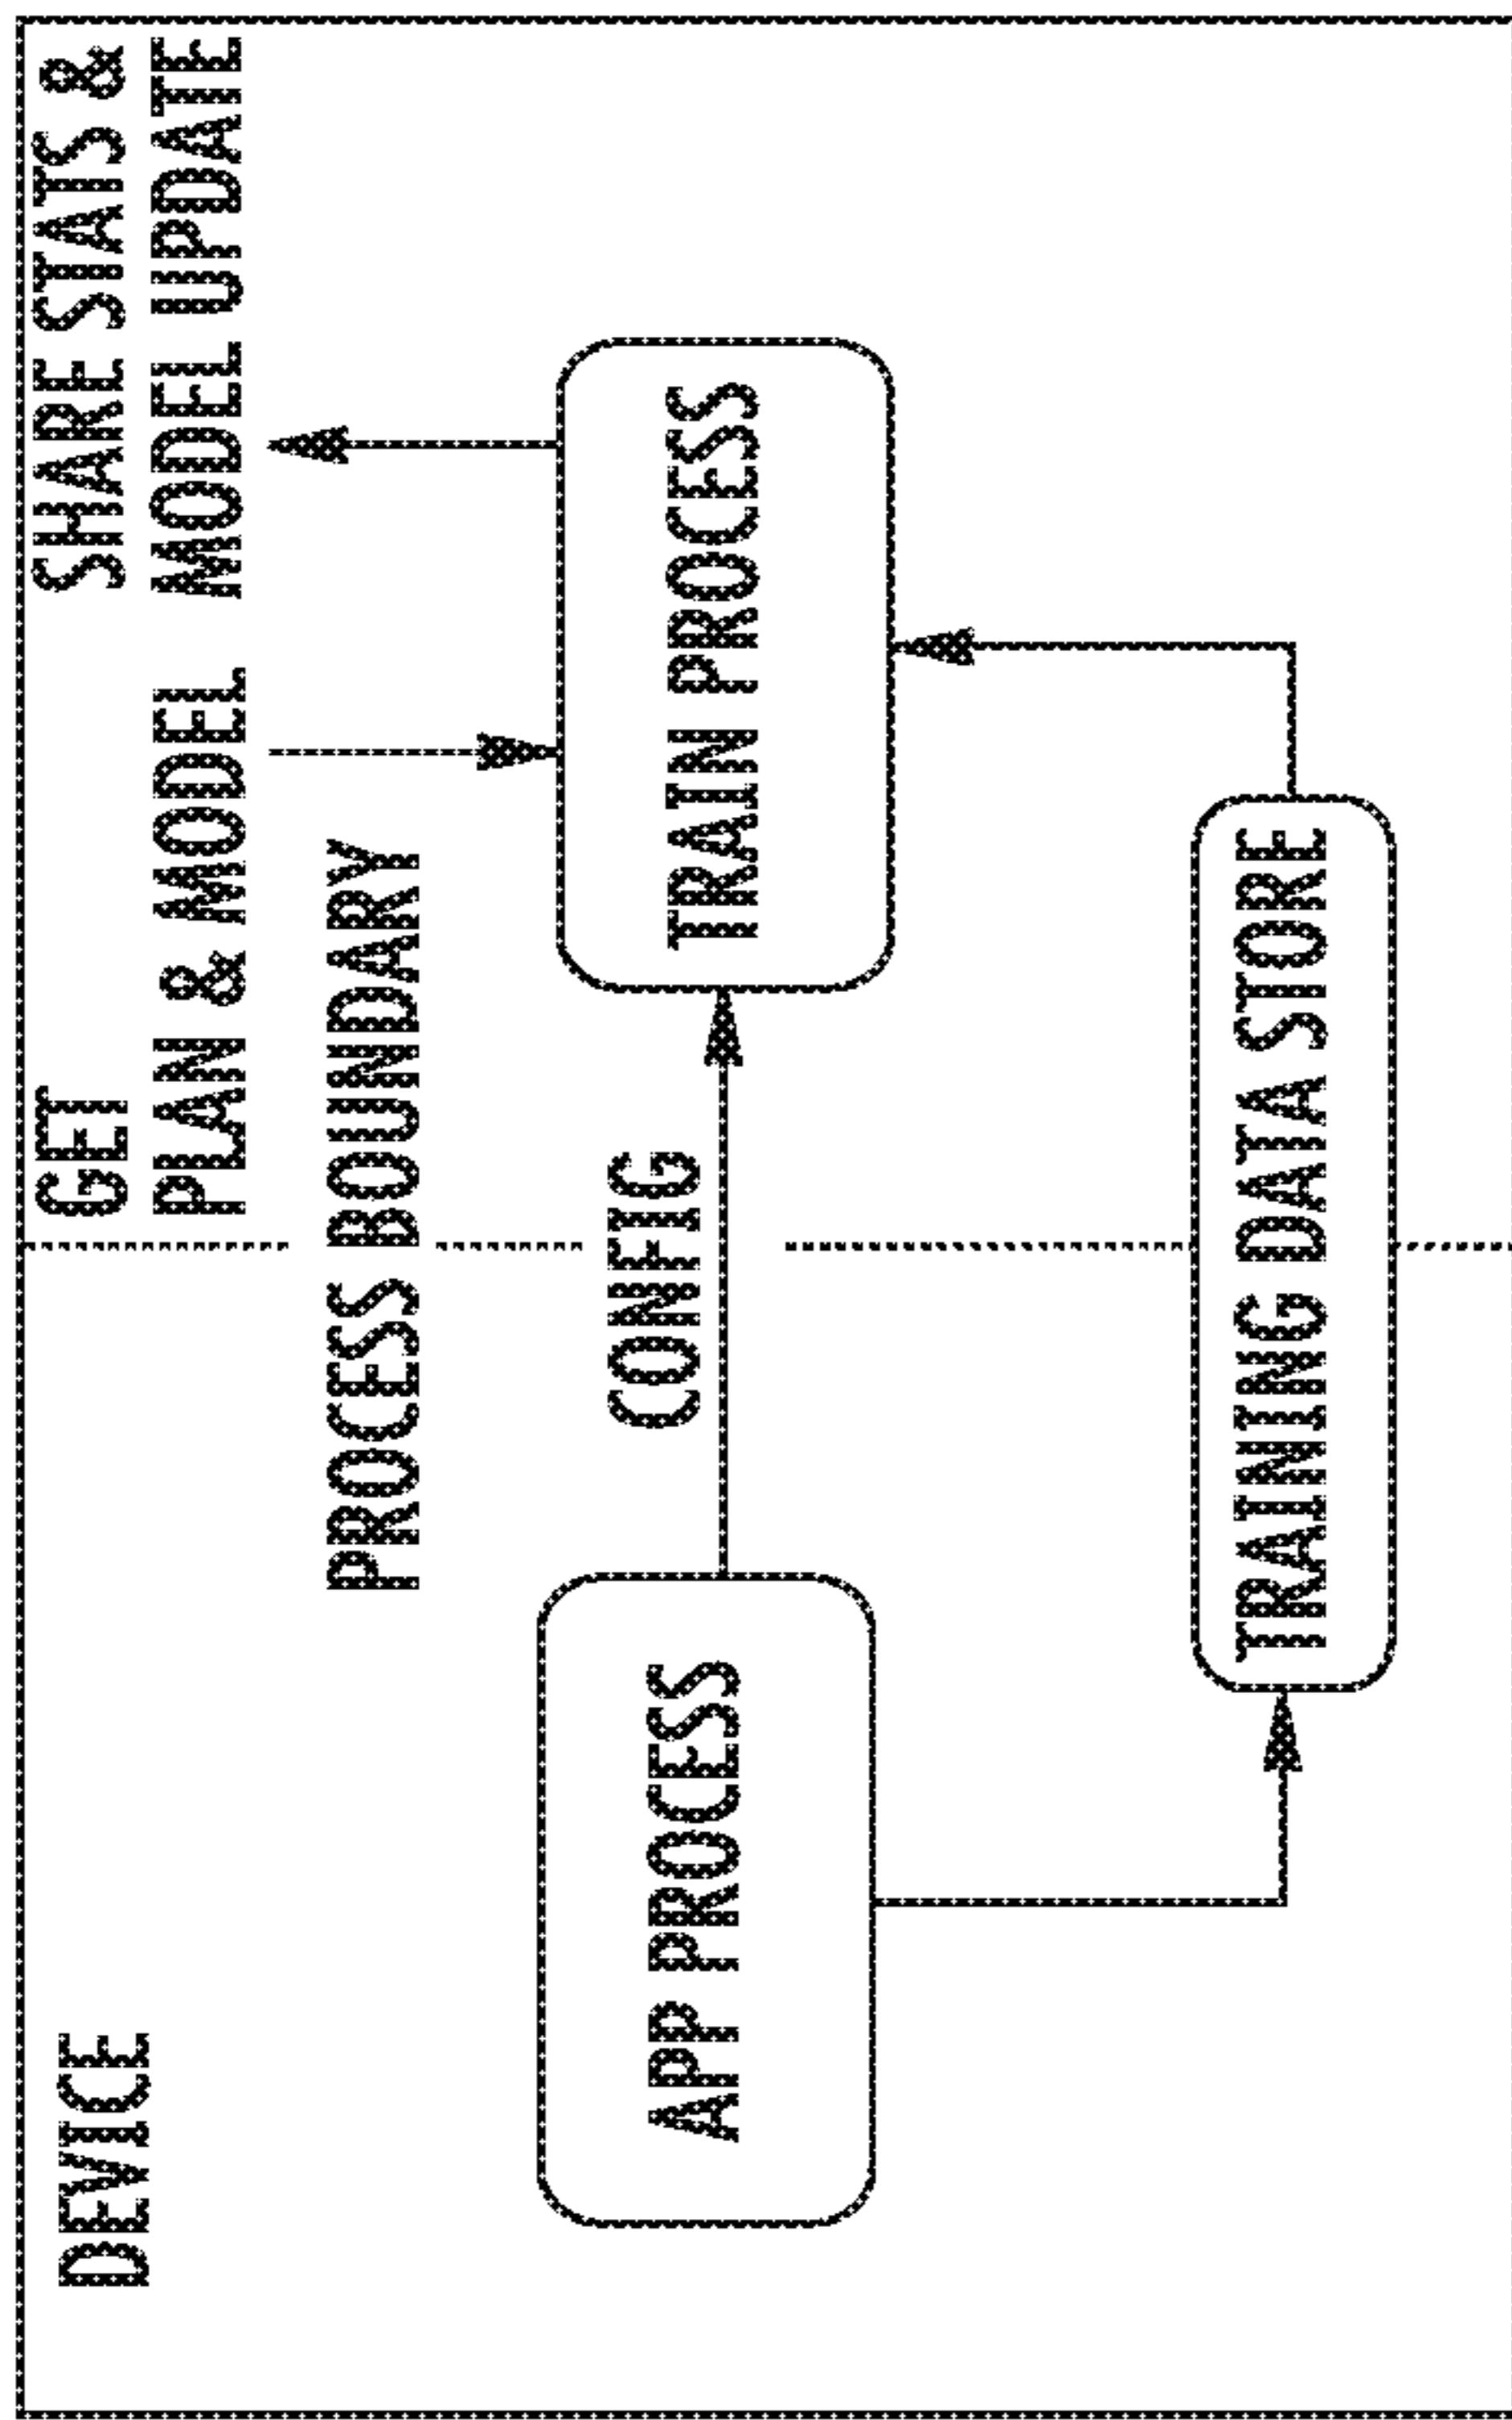 DEVICE
GET
PLAN & MODEL
SHARE STATS &
MODEL UPDATE
PROCESS BOUNDARY
CONFIG
APP PROCESS
TRAIN PROCESS
TRAINING DATA STORE